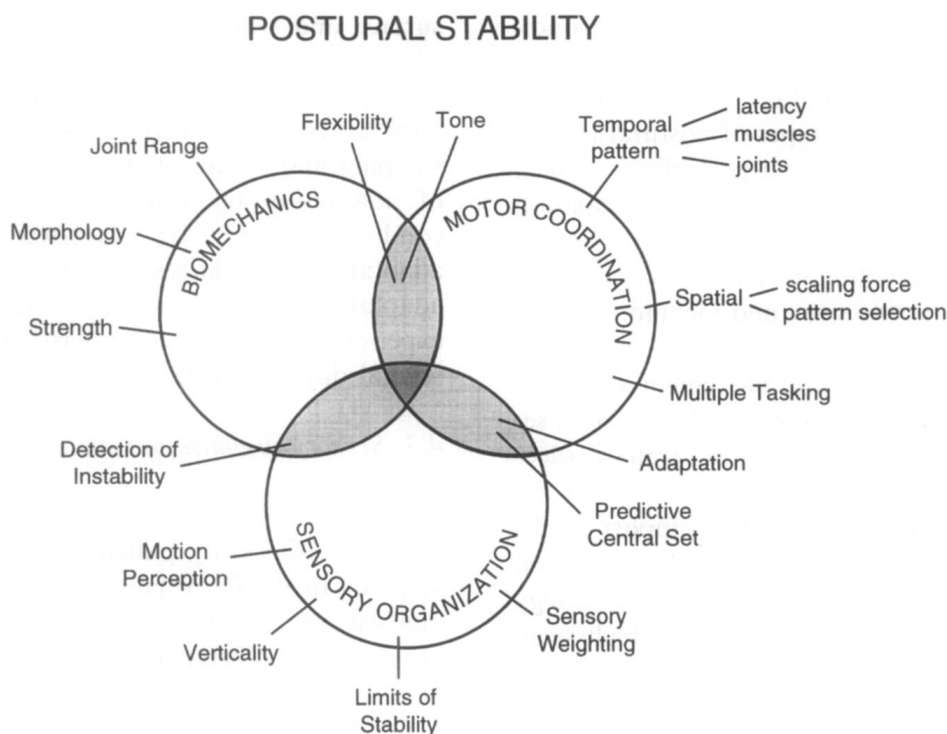 POSTURAL STABILITY
Flexibility
Tone
Temporal
pattern
latency
muscles
joints
Joint Range
Morphology
Strength
BIOMECHANICS
MOTOR COORDINATION
Spatial
scaling force
pattern selection
Multiple Tasking
Detection of
Instability
Adaptation
Predictive
Central Set
Motion
Perception
SENSORY ORGANIZATION
Verticality
Sensory
Weighting
Limits of
Stability